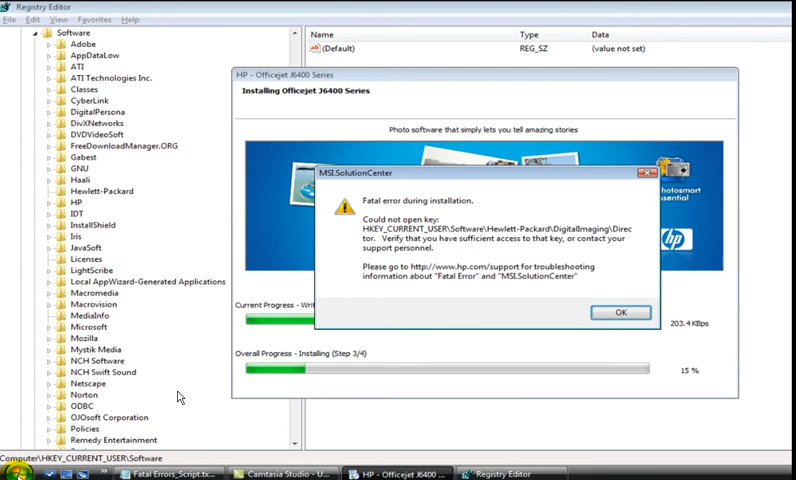 Registry Editor
File Edit View Favorites Help
Software
Adobe
AppDataLow
ATI
ATI Technologies Inc.
Classes
CyberLink
DigitalPersona
DivXNetworks
DVDVideoSoft
FreeDownloadManager.ORG
Gabest
GNU
Haali
Hewlett-Packard
HP
IDT
InstallShield
Iris
JavaSoft
Licenses
LightScribe
Local AppWizard-Generated Applications
Macromedia
Macrovision
MediaInfo
Microsoft
Mozilla
Mystik Media
NCH Software
NCH Swift Sound
Netscape
Norton
ODBC
OJOsoft Corporation
Policies
Remedy Entertainment
Name Type Data
ab (Default) REG_SZ (value not set)
HP - Officejet J6400 Series
Installing Officejet J6400 Series
Photo software that simply lets you tell amazing stories
photosmart
essential
hp
MSI.SolutionCenter
Fatal error during installation.
Could not open key:
HKEY_CURRENT_USER\Software\Hewlett-Packard\DigitalImaging\Direc
tor. Verify that you have sufficient access to that key, or contact your
support personnel.
Please go to http://www.hp.com/support for troubleshooting
information about "Fatal Error" and "MSI.SolutionCenter"
OK
Current Progress - Writ
203.4 KBps
Overall Progress - Installing (Step 3/4)
15 %
Computer\HKEY_CURRENT_USER\Software
Fatal Errors_Script.tx...
Camtasia Studio - U...
HP - Officejet J6400 ...
Registry Editor